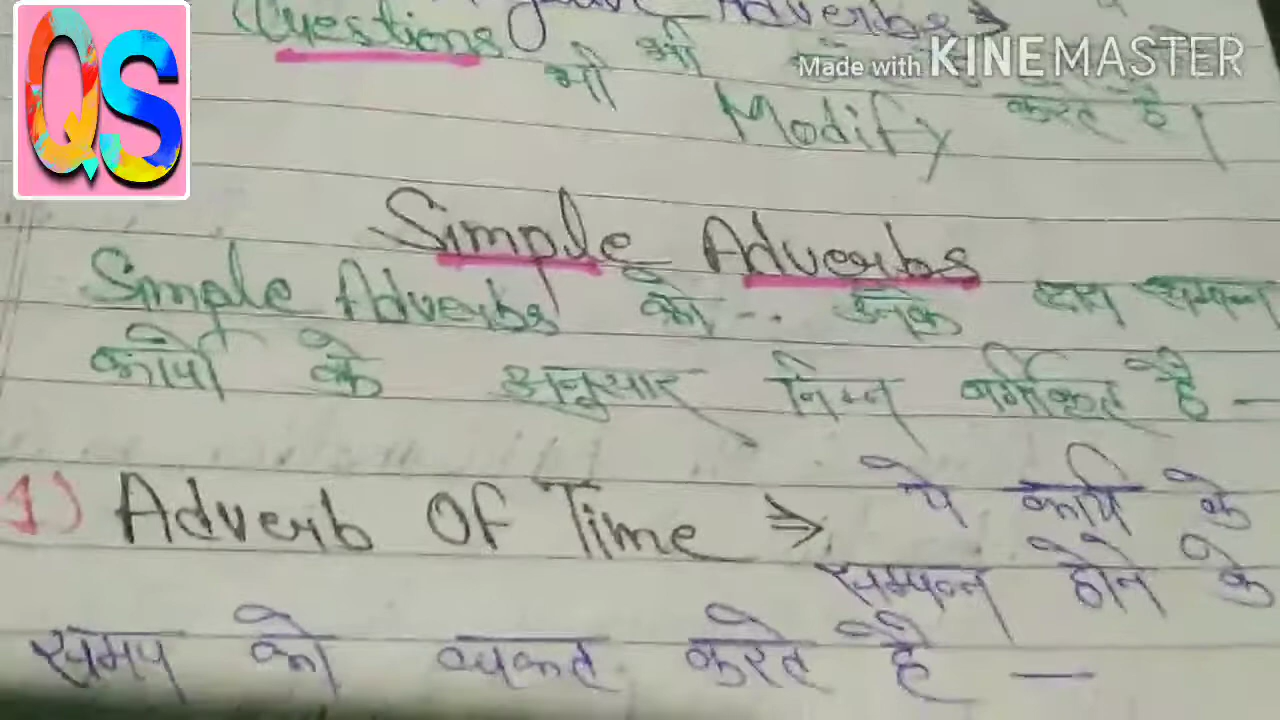 QS
Adverbs ⇒
Questions को भी
Made with KINEMASTER
Modify करते है।
Simple Adverbs
Simple Adverbs को उनके द्वारा सम्पन्न
कार्यो के अनुसार निम्न वर्गीकृत है –
1) Adverb Of Time ⇒ ये कार्य के
सम्पन्न होने के
समय को व्यक्त करते है –